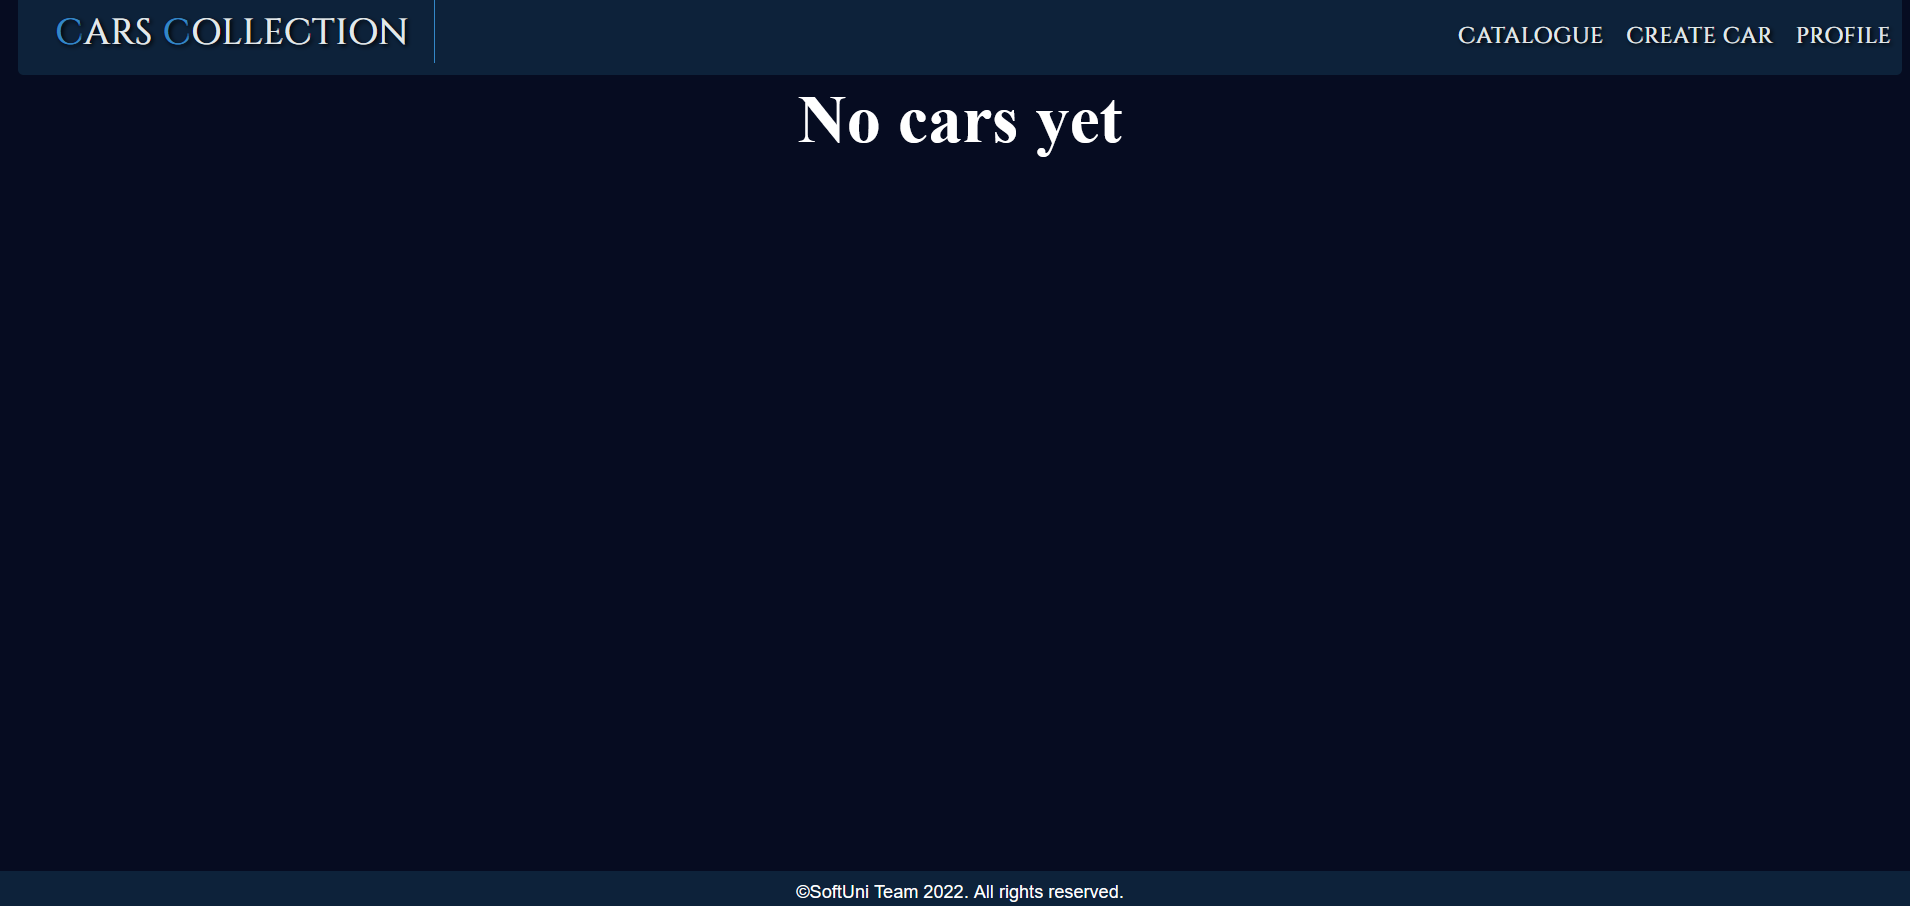 CARS COLLECTION
CATALOGUE CREATE CAR PROFILE
No cars yet
©SoftUni Team 2022. All rights reserved.